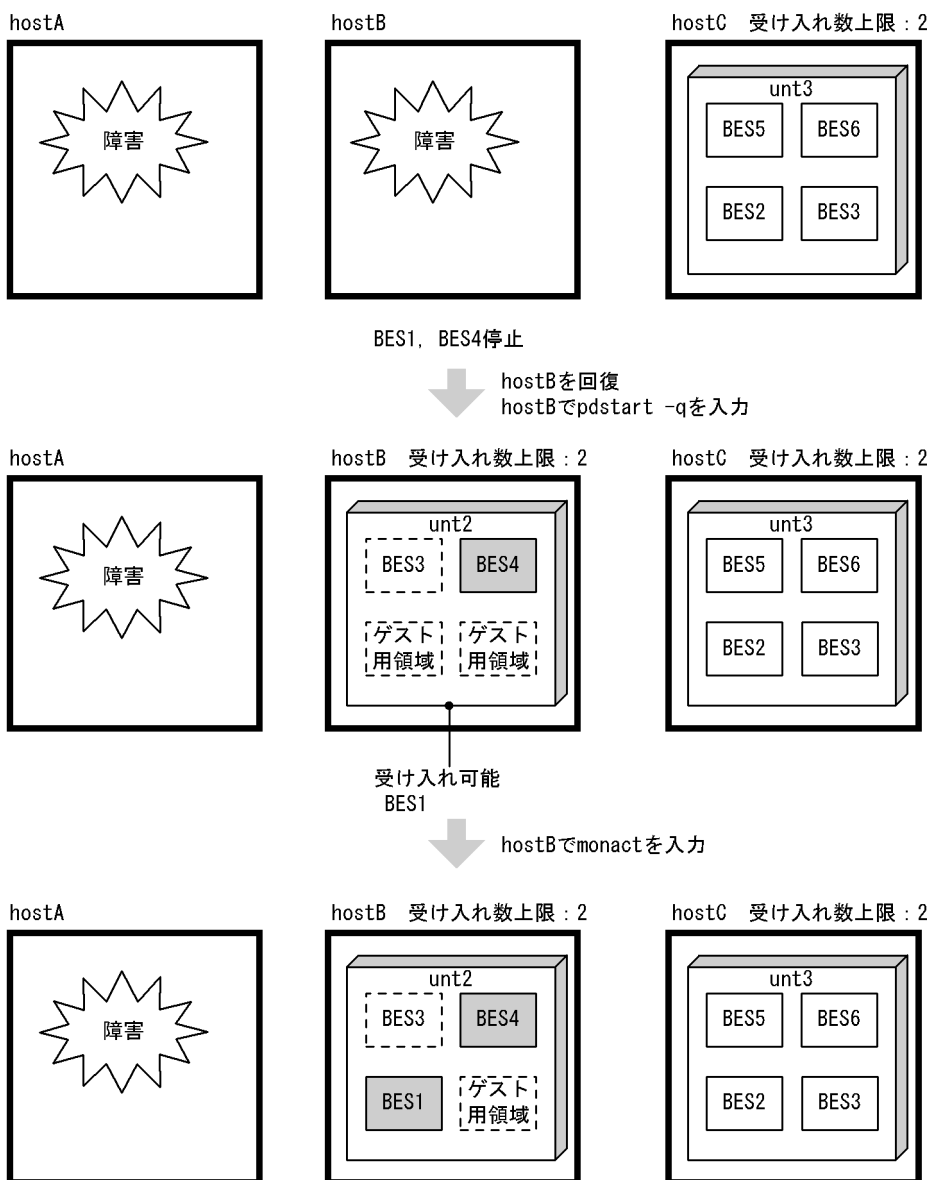 hostA
hostB
hostC 受け入れ数上限：2
障害
障害
unt3
BES5
BES6
BES2
BES3
BES1, BES4停止
hostBを回復
hostBでpdstart -qを入力
hostA
hostB 受け入れ数上限：2
hostC 受け入れ数上限：2
障害
unt2
BES3
BES4
ゲスト
用領域
ゲスト
用領域
unt3
BES5
BES6
BES2
BES3
受け入れ可能
BES1
hostBでmonactを入力
hostA
hostB 受け入れ数上限：2
hostC 受け入れ数上限：2
障害
unt2
BES3
BES4
BES1
ゲスト
用領域
unt3
BES5
BES6
BES2
BES3